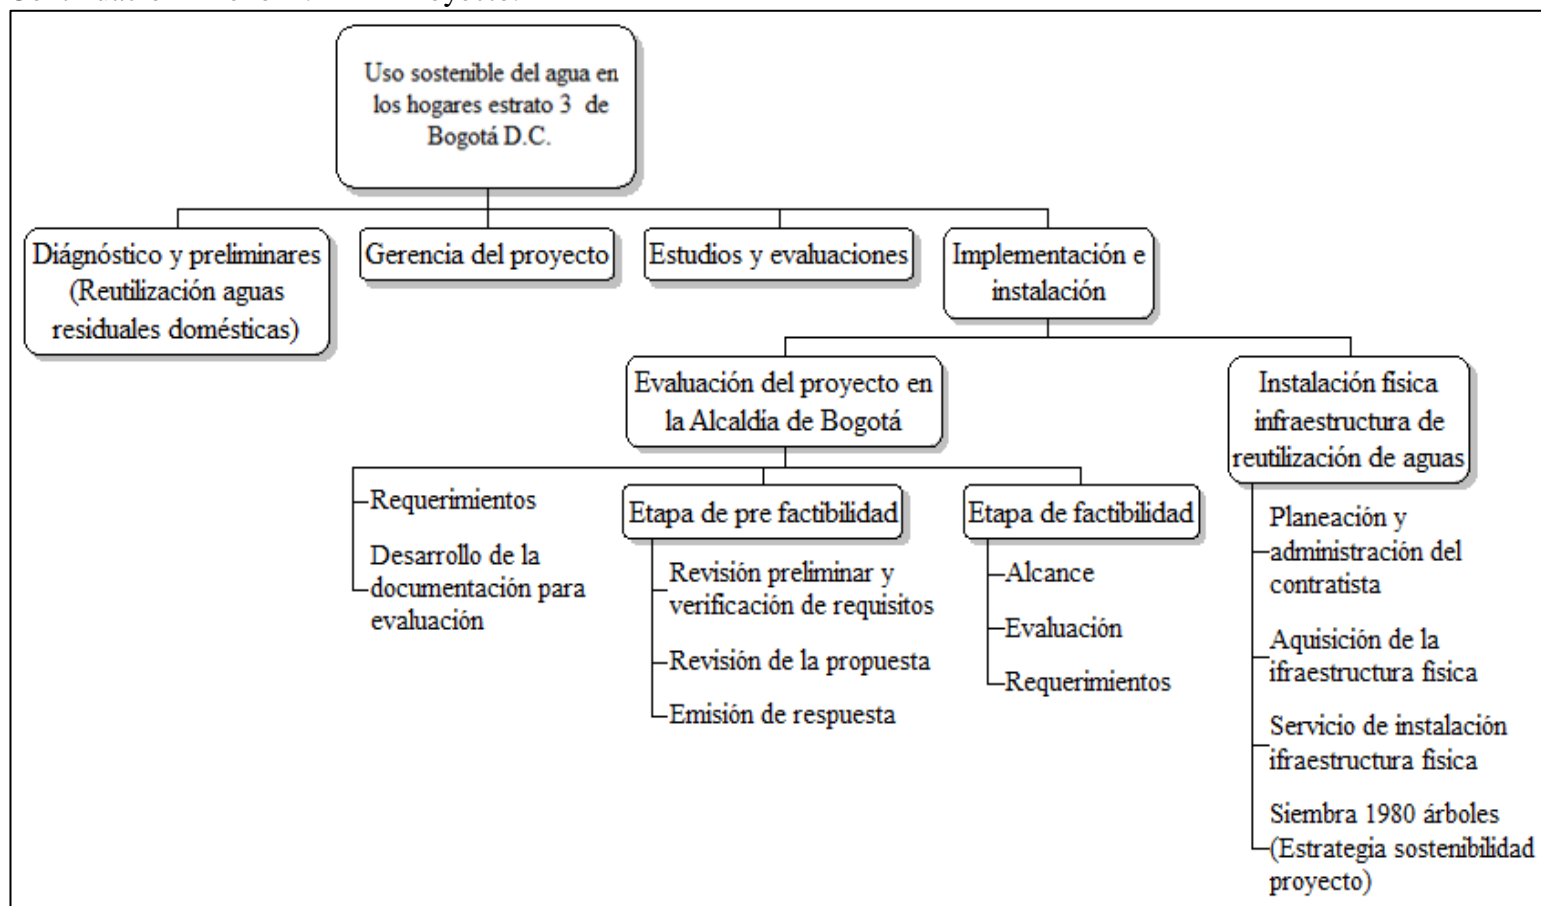 Uso sostenible del agua en
los hogares estrato 3 de
Bogotá D.C.
Diágnóstico y preliminares
(Reutilización aguas
residuales domésticas)
Gerencia del proyecto
Estudios y evaluaciones
Implementación e
instalación
Evaluación del proyecto en
la Alcaldía de Bogotá
Instalación física
infraestructura de
reutilización de aguas
Requerimientos
Desarrollo de la
documentación para
evaluación
Etapa de pre factibilidad
Revisión preliminar y
verificación de requisitos
Revisión de la propuesta
Emisión de respuesta
Etapa de factibilidad
Alcance
Evaluación
Requerimientos
Planeación y
administración del
contratista
Aquisición de la
ifraestructura física
Servicio de instalación
ifraestructura física
Siembra 1980 árboles
(Estrategia sostenibilidad
proyecto)